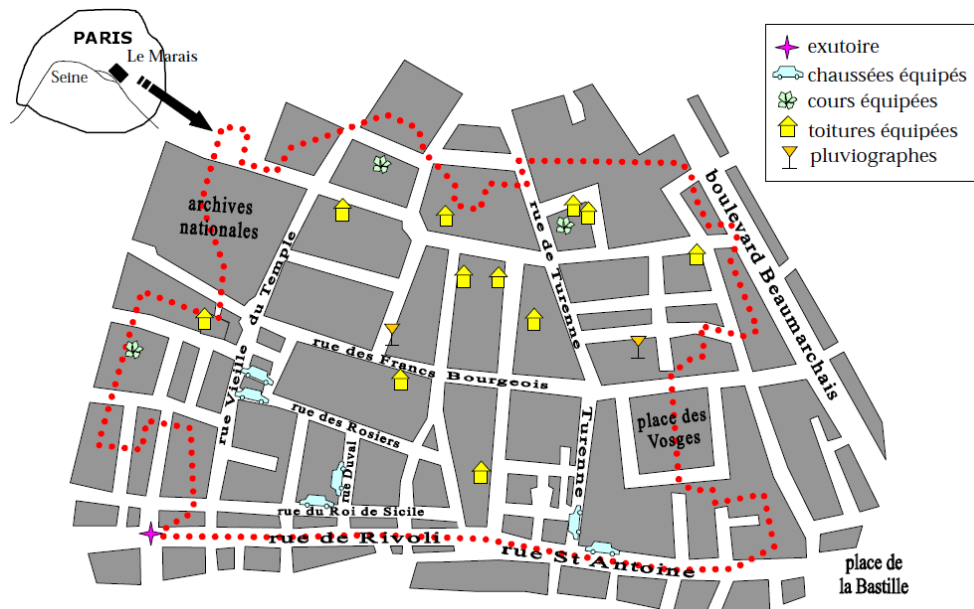 PARIS
Le Marais
Seine
exutoire
chaussées équipés
cours équipées
toitures équipées
pluviographes
archives
nationales
rue Vieille
du Temple
rue de Turenne
boulevard Beaumarchais
rue des Francs Bourgeois
rue des Rosiers
rue Duval
rue du Roi de Sicile
Turenne
place des
Vosges
rue de Rivoli
rue St Antoine
place de
la Bastille